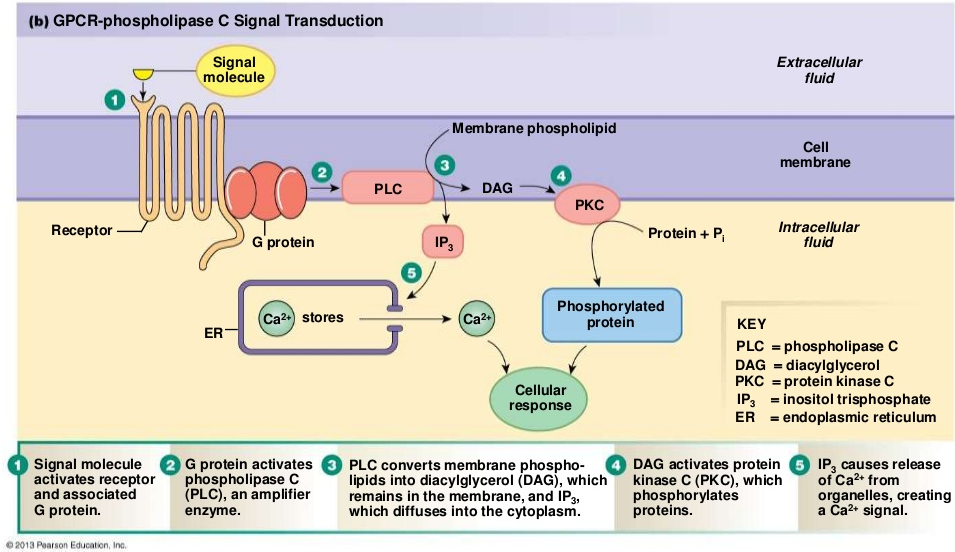 (b) GPCR-phospholipase C Signal Transduction
Signal
molecule
Extracellular
fluid
1
Membrane phospholipid
Cell
membrane
2
3
4
PLC
DAG
PKC
Receptor
G protein
IP3
Protein + Pi
Intracellular
fluid
5
Ca2+ stores
Ca2+
ER
Phosphorylated
protein
Cellular
response
KEY
PLC = phospholipase C
DAG = diacylglycerol
PKC = protein kinase C
IP3 = inositol trisphosphate
ER = endoplasmic reticulum
1 Signal molecule
activates receptor
and associated
G protein.
2 G protein activates
phospholipase C
(PLC), an amplifier
enzyme.
3 PLC converts membrane phospho-
lipids into diacylglycerol (DAG), which
remains in the membrane, and IP3,
which diffuses into the cytoplasm.
4 DAG activates protein
kinase C (PKC), which
phosphorylates
proteins.
5 IP3 causes release
of Ca2+ from
organelles, creating
a Ca2+ signal.
© 2013 Pearson Education, Inc.